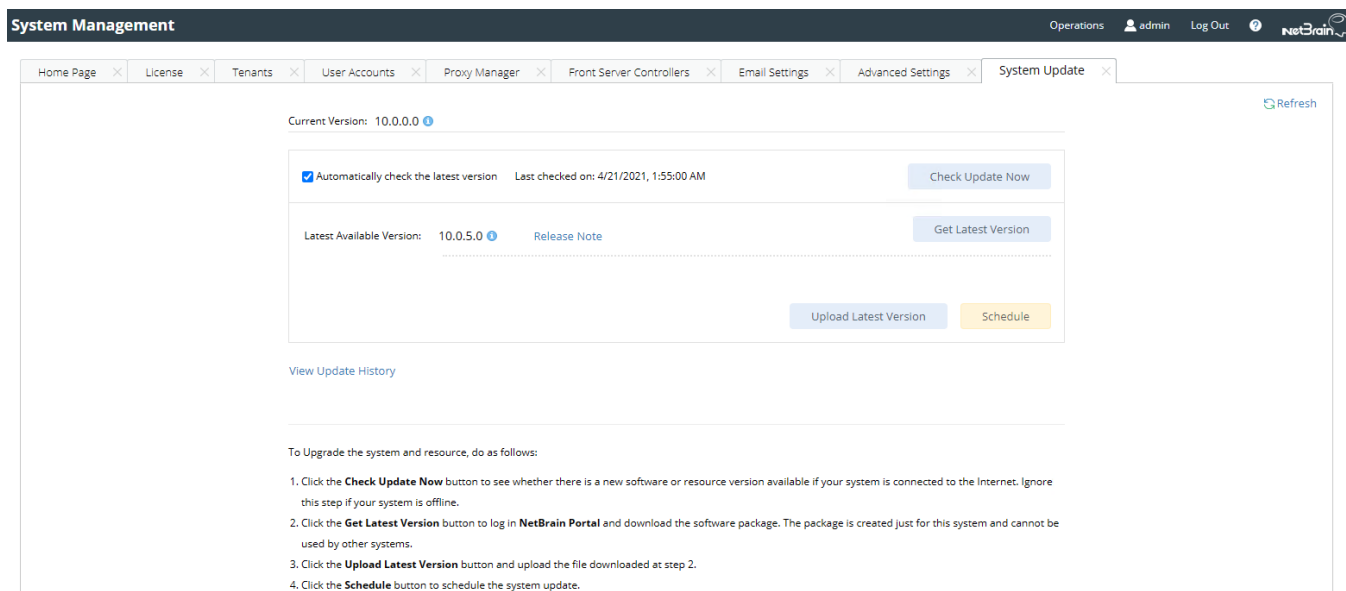 System Management
Operations admin Log Out NetBrain
Home Page License Tenants User Accounts Proxy Manager Front Server Controllers Email Settings Advanced Settings System Update
Refresh
Current Version: 10.0.0.0
Automatically check the latest version Last checked on: 4/21/2021, 1:55:00 AM Check Update Now
Latest Available Version: 10.0.5.0 Release Note Get Latest Version
Upload Latest Version Schedule
View Update History
To Upgrade the system and resource, do as follows:
1. Click the Check Update Now button to see whether there is a new software or resource version available if your system is connected to the Internet. Ignore
this step if your system is offline.
2. Click the Get Latest Version button to log in NetBrain Portal and download the software package. The package is created just for this system and cannot be
used by other systems.
3. Click the Upload Latest Version button and upload the file downloaded at step 2.
4. Click the Schedule button to schedule the system update.